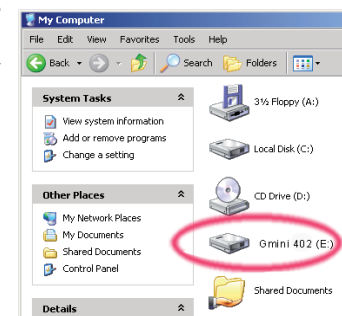 My Computer
File Edit View Favorites Tools Help
Back Search Folders
System Tasks
View system information
Add or remove programs
Change a setting
Other Places
My Network Places
My Documents
Shared Documents
Control Panel
Details
3½ Floppy (A:)
Local Disk (C:)
CD Drive (D:)
Gmini 402 (E:)
Shared Documents